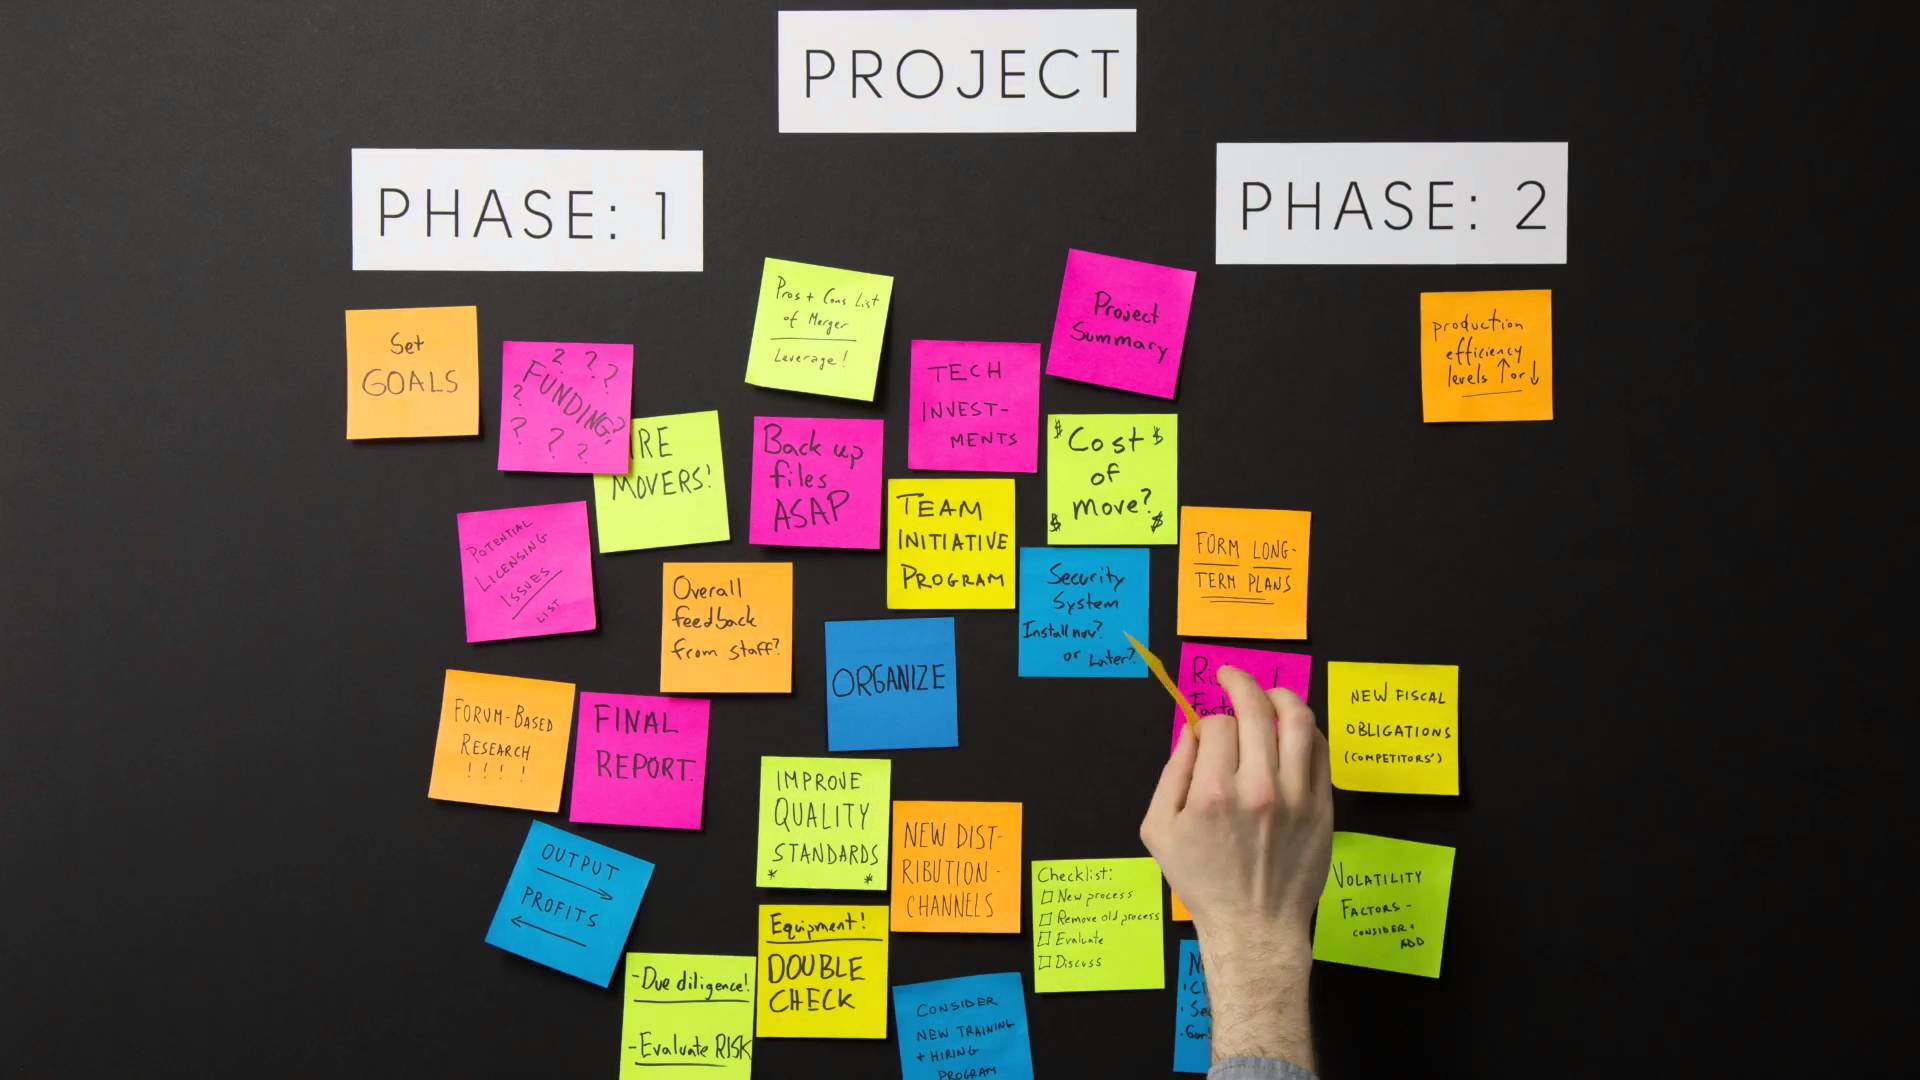 PROJECT
PHASE: 1
PHASE: 2
Set
GOALS
? ? ?
FUNDING?
?
? ? ?
IRE
MOVERS!
Pros + Cons List
of Merger
Leverage!
TECH
INVEST-
MENTS
Project
Summary
production
efficiency
levels ↑or↓
Back up
files
ASAP
$ Cost $
of
$ move? $
TEAM
INITIATIVE
PROGRAM
POTENTIAL
LICENSING
ISSUES
LIST
Overall
feedback
from staff?
Security
System
Install now?
or Later?
FORM LONG-
TERM PLANS
ORGANIZE
NEW FISCAL
OBLIGATIONS
(COMPETITORS')
FORUM-BASED
RESEARCH
! ! ! !
FINAL
REPORT.
IMPROVE
QUALITY
STANDARDS
* *
NEW DIST-
RIBUTION-
CHANNELS
OUTPUT
PROFITS
Checklist:
New process
Remove old process
Evaluate
Discuss
VOLATILITY
FACTORS-
CONSIDER +
ADD
-Due diligence!
-Evaluate RISK
Equipment!
DOUBLE
CHECK
CONSIDER
NEW TRAINING
+ HIRING
PROGRAM